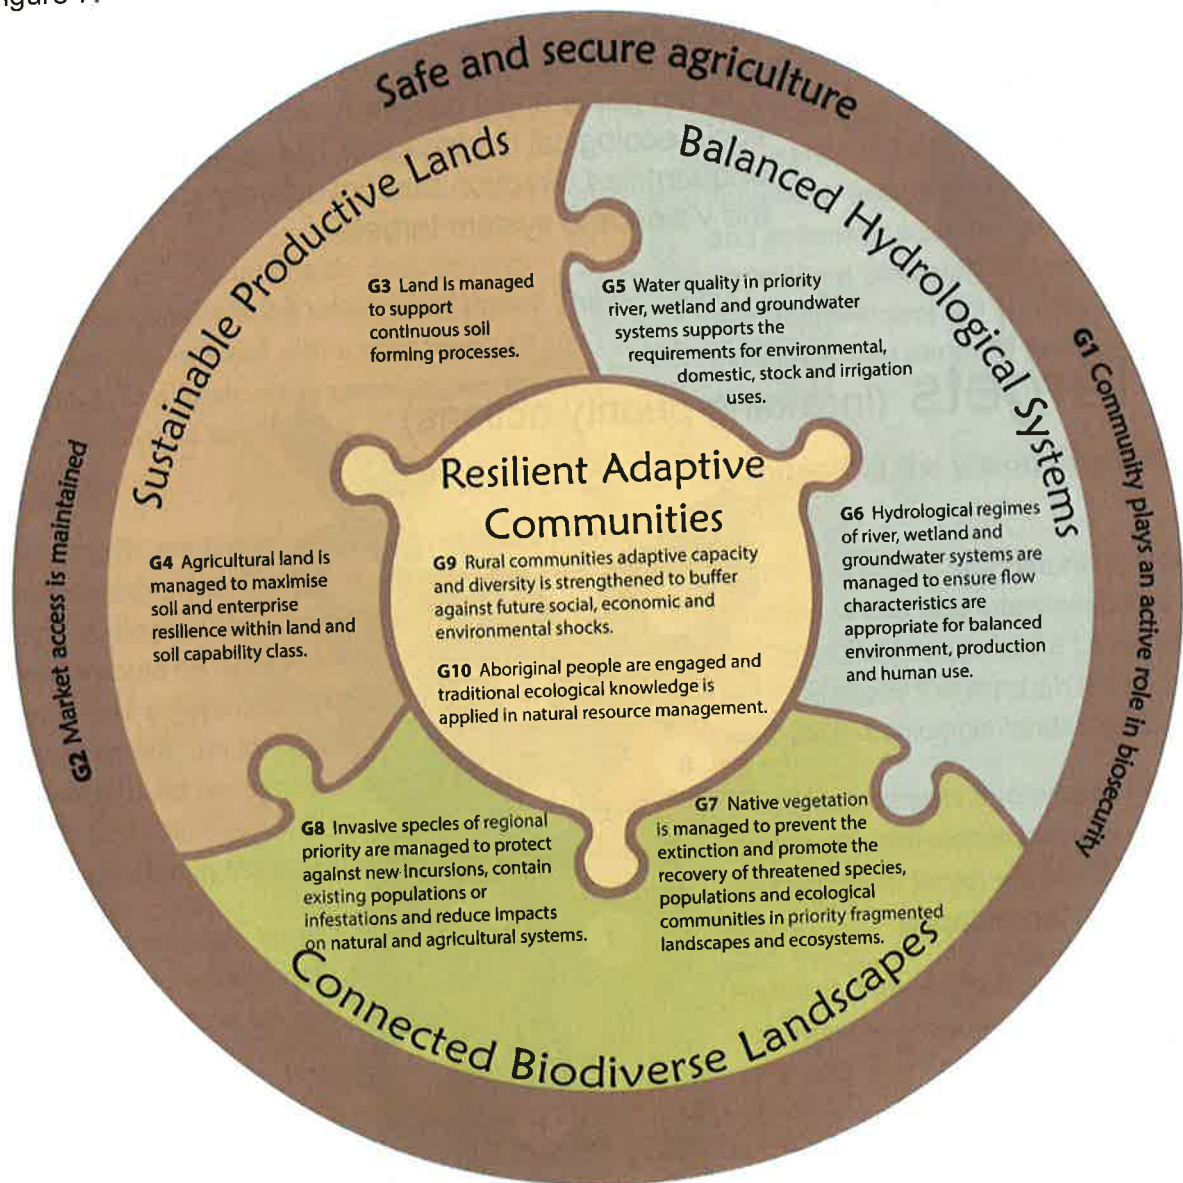 Safe and secure agriculture
Sustainable Productive Lands
Balanced Hydrological Systems
G3 Land is managed
to support
continuous soil
forming processes.
G5 Water quality in priority
river, wetland and groundwater
systems supports the
requirements for environmental,
domestic, stock and irrigation
uses.
G1 Community plays an active role in biosecurity
G2 Market access is maintained
Resilient Adaptive
Communities
G9 Rural communities adaptive capacity
and diversity is strengthened to buffer
against future social, economic and
environmental shocks.
G10 Aboriginal people are engaged and
traditional ecological knowledge is
applied in natural resource management.
G4 Agricultural land is
managed to maximise
soil and enterprise
resilience within land and
soil capability class.
G6 Hydrological regimes
of river, wetland and
groundwater systems are
managed to ensure flow
characteristics are
appropriate for balanced
environment, production
and human use.
G8 Invasive species of regional
priority are managed to protect
against new incursions, contain
existing populations or
infestations and reduce impacts
on natural and agricultural systems.
G7 Native vegetation
is managed to prevent the
extinction and promote the
recovery of threatened species,
populations and ecological
communities in priority fragmented
landscapes and ecosystems.
Connected Biodiverse Landscapes